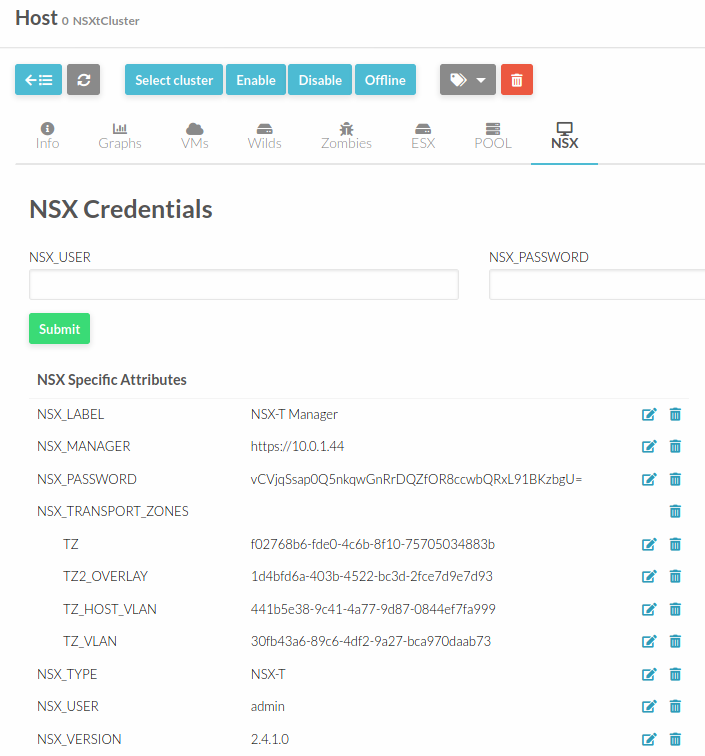 Host 0 NSXtCluster
Select cluster Enable Disable Offline
Info Graphs VMs Wilds Zombies ESX POOL NSX
NSX Credentials
NSX_USER NSX_PASSWORD
Submit
NSX Specific Attributes
NSX_LABEL NSX-T Manager
NSX_MANAGER https://10.0.1.44
NSX_PASSWORD vCVjqSsap0Q5nkqwGnRrDQZfOR8ccwbQRxL91BKzbgU=
NSX_TRANSPORT_ZONES
TZ f02768b6-fde0-4c6b-8f10-75705034883b
TZ2_OVERLAY 1d4bfd6a-403b-4522-bc3d-2fce7d9e7d93
TZ_HOST_VLAN 441b5e38-9c41-4a77-9d87-0844ef7fa999
TZ_VLAN 30fb43a6-89c6-4df2-9a27-bca970daab73
NSX_TYPE NSX-T
NSX_USER admin
NSX_VERSION 2.4.1.0